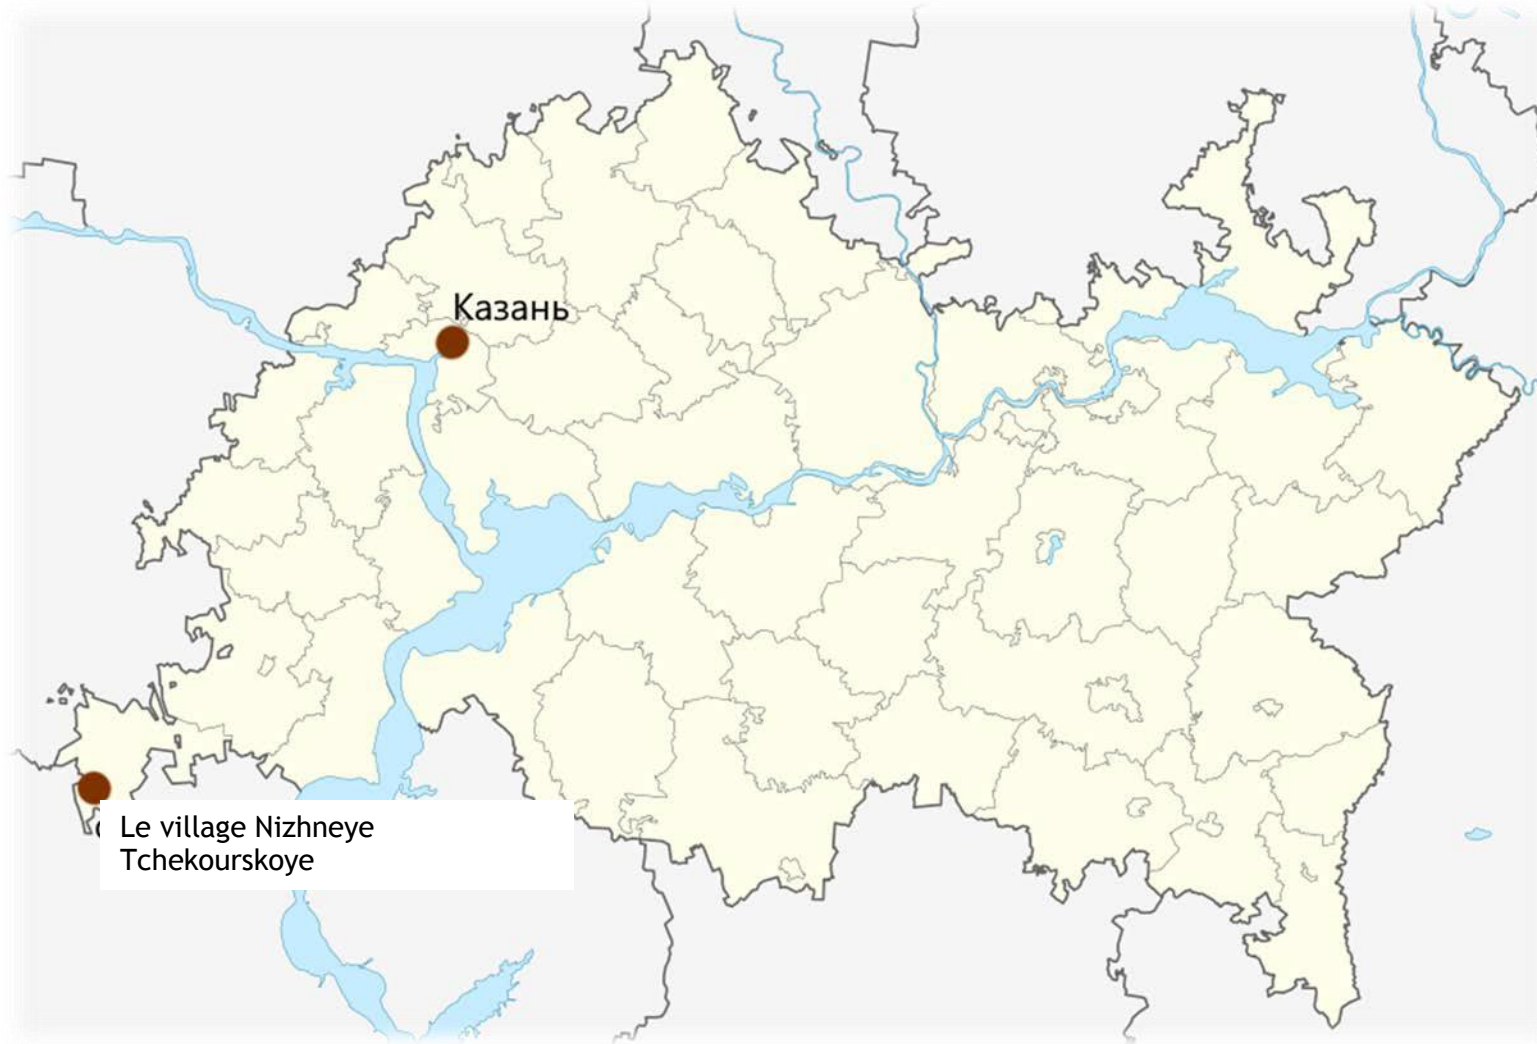 Казань
Le village Nizhneye
Tchekourskoye